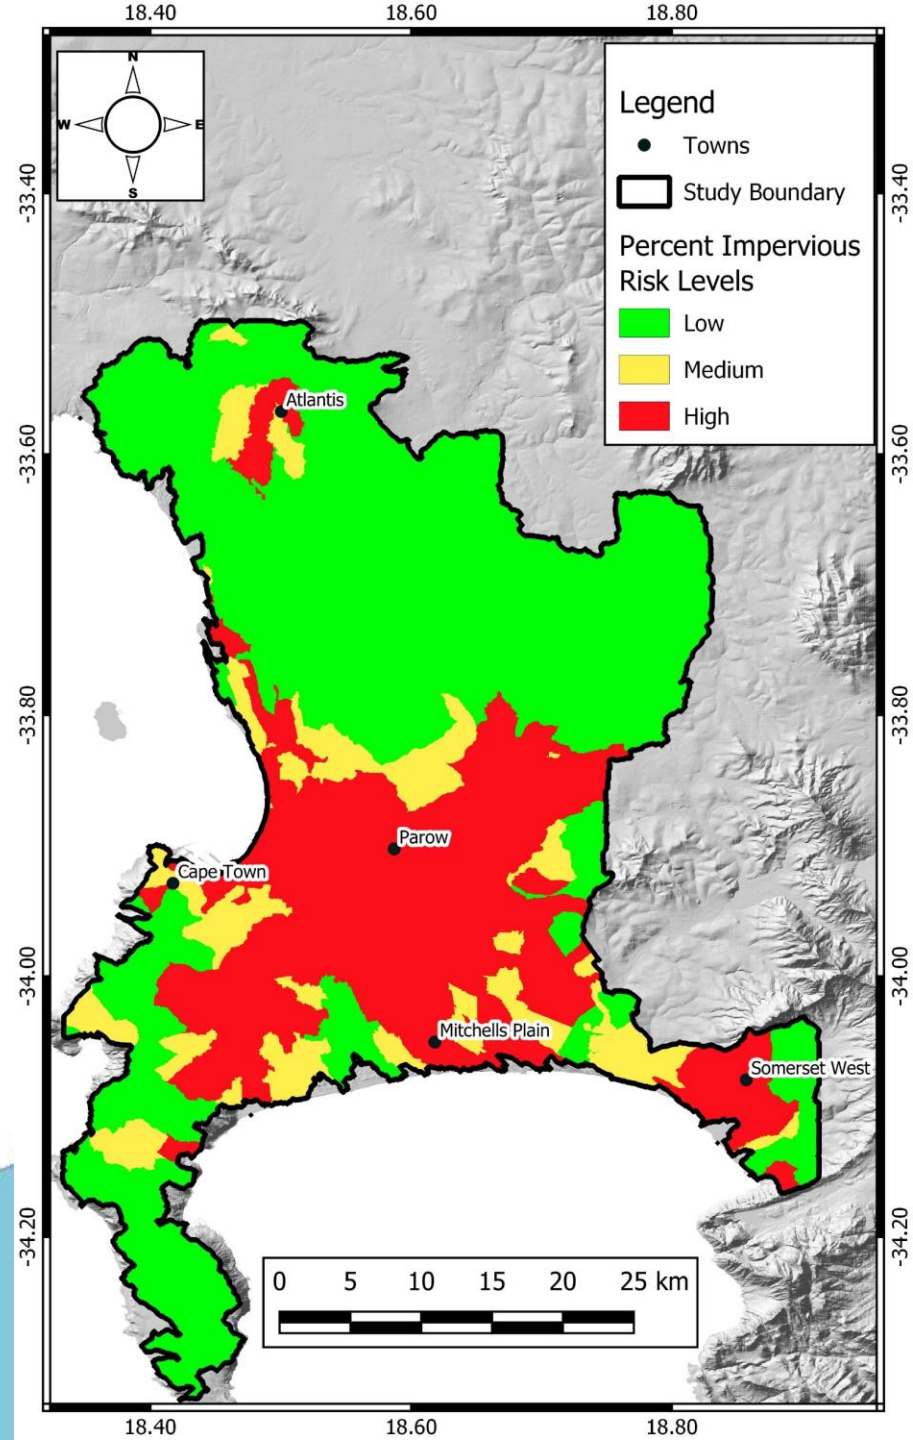 18.40 18.60 18.80
N
W E
S
Legend
Towns
Study Boundary
Percent Impervious
Risk Levels
Low
Medium
High
-33.40 -33.40
Atlantis
-33.60 -33.60
-33.80 -33.80
Parow
Cape Town
-34.00 -34.00
Mitchells Plain
Somerset West
-34.20 -34.20
0 5 10 15 20 25 km
18.40 18.60 18.80